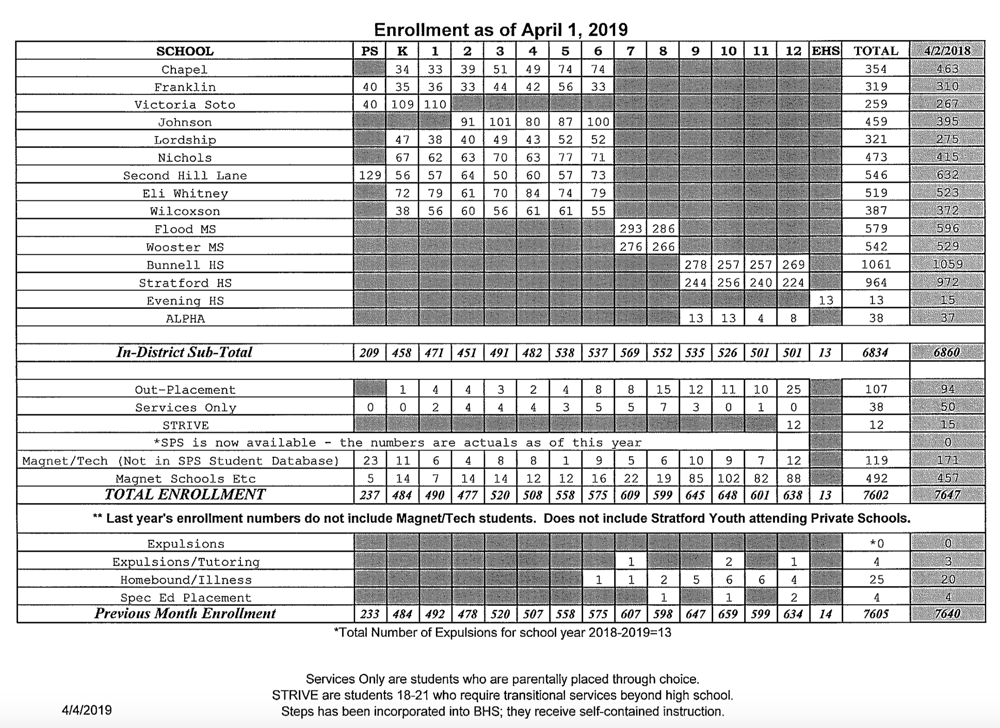 Enrollment as of April 1, 2019
SCHOOL PS K 1 2 3 4 5 6 7 8 9 10 11 12 EHS TOTAL 4/2/2018
Chapel 34 33 39 51 49 74 74 354 463
Franklin 40 35 36 33 44 42 56 33 319 310
Victoria Soto 40 109 110 259 267
Johnson 91 101 80 87 100 459 395
Lordship 47 38 40 49 43 52 52 321 275
Nichols 67 62 63 70 63 77 71 473 415
Second Hill Lane 129 56 57 64 50 60 57 73 546 632
Eli Whitney 72 79 61 70 84 74 79 519 523
Wilcoxson 38 56 60 56 61 61 55 387 372
Flood MS 293 286 579 596
Wooster MS 276 266 542 529
Bunnell HS 278 257 257 269 1061 1059
Stratford HS 244 256 240 224 964 972
Evening HS 13 13 15
ALPHA 13 13 4 8 38 37
In-District Sub-Total 209 458 471 451 491 482 538 537 569 552 535 526 501 501 13 6834 6860
Out-Placement 1 4 4 3 2 4 8 8 15 12 11 10 25 107 94
Services Only 0 0 2 4 4 4 3 5 5 7 3 0 1 0 38 50
STRIVE 12 12 15
*SPS is now available - the numbers are actuals as of this year 0
Magnet/Tech (Not in SPS Student Database) 23 11 6 4 8 8 1 9 5 6 10 9 7 12 119 171
Magnet Schools Etc 5 14 7 14 14 12 12 16 22 19 85 102 82 88 492 457
TOTAL ENROLLMENT 237 484 490 477 520 508 558 575 609 599 645 648 601 638 13 7602 7647
** Last year's enrollment numbers do not include Magnet/Tech students. Does not include Stratford Youth attending Private Schools.
Expulsions *0 0
Expulsions/Tutoring 1 2 1 4 3
Homebound/Illness 1 1 2 5 6 6 4 25 20
Spec Ed Placement 1 1 2 4 4
Previous Month Enrollment 233 484 492 478 520 507 558 575 607 598 647 659 599 634 14 7605 7640
*Total Number of Expulsions for school year 2018-2019=13
Services Only are students who are parentally placed through choice.
STRIVE are students 18-21 who require transitional services beyond high school.
4/4/2019 Steps has been incorporated into BHS; they receive self-contained instruction.